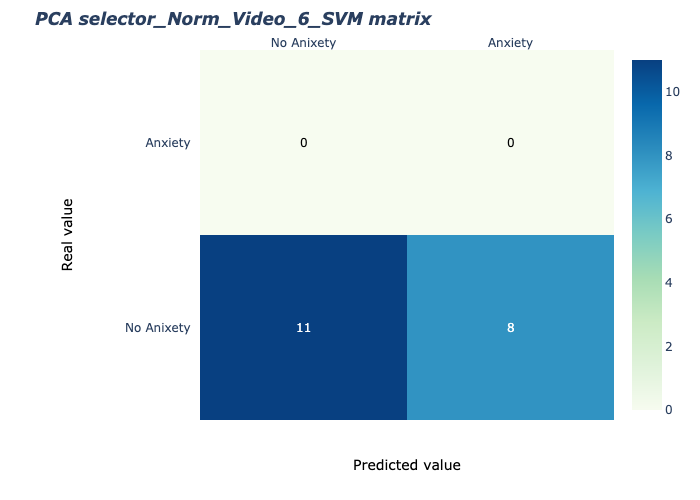 PCA selector_Norm_Video_6_SVM matrix
No Anixety Anxiety
Anxiety 0 0
Real value
No Anixety 11 8
Predicted value
10
8
6
4
2
0